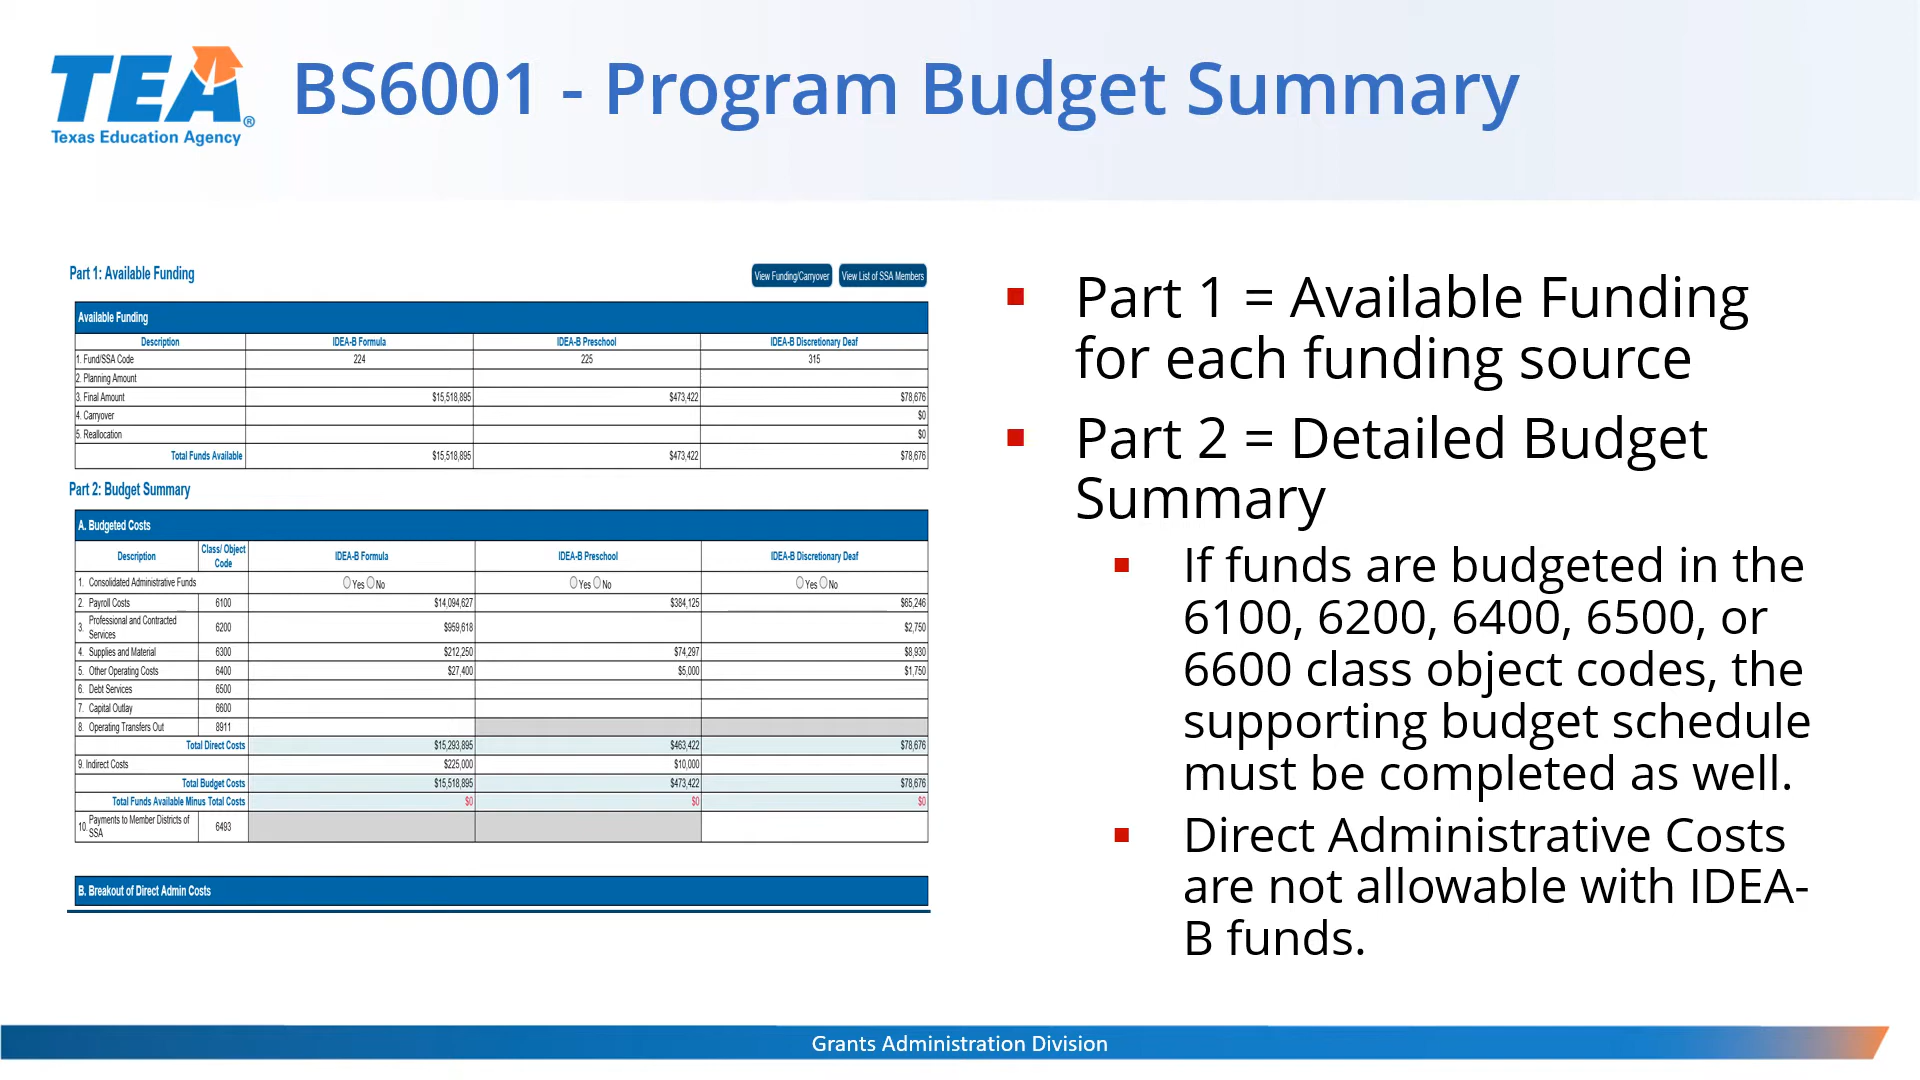 TEA®
Texas Education Agency
BS6001 - Program Budget Summary
Part 1: Available Funding
View Funding/Carryover View List of SSA Members
Available Funding
Description IDEA-B Formula IDEA-B Preschool IDEA-B Discretionary Deaf
1. Fund/SSA Code 224 225 315
2. Planning Amount
3. Final Amount $15,518,895 $473,422 $78,676
4. Carryover $0
5. Reallocation $0
Total Funds Available $15,518,895 $473,422 $78,676
Part 2: Budget Summary
A. Budgeted Costs
Description Class/ Object Code IDEA-B Formula IDEA-B Preschool IDEA-B Discretionary Deaf
1. Consolidated Administrative Funds Yes No Yes No Yes No
2. Payroll Costs 6100 $14,094,627 $384,125 $65,246
3. Professional and Contracted Services 6200 $959,618 $2,750
4. Supplies and Material 6300 $212,250 $74,297 $8,930
5. Other Operating Costs 6400 $27,400 $5,000 $1,750
6. Debt Services 6500
7. Capital Outlay 6600
8. Operating Transfers Out 8911
Total Direct Costs $15,293,895 $463,422 $78,676
9. Indirect Costs $225,000 $10,000
Total Budget Costs $15,518,895 $473,422 $78,676
Total Funds Available Minus Total Costs $0 $0 $0
10. Payments to Member Districts of SSA 6493
B. Breakout of Direct Admin Costs
Part 1 = Available Funding
for each funding source
Part 2 = Detailed Budget
Summary
If funds are budgeted in the
6100, 6200, 6400, 6500, or
6600 class object codes, the
supporting budget schedule
must be completed as well.
Direct Administrative Costs
are not allowable with IDEA-
B funds.
Grants Administration Division